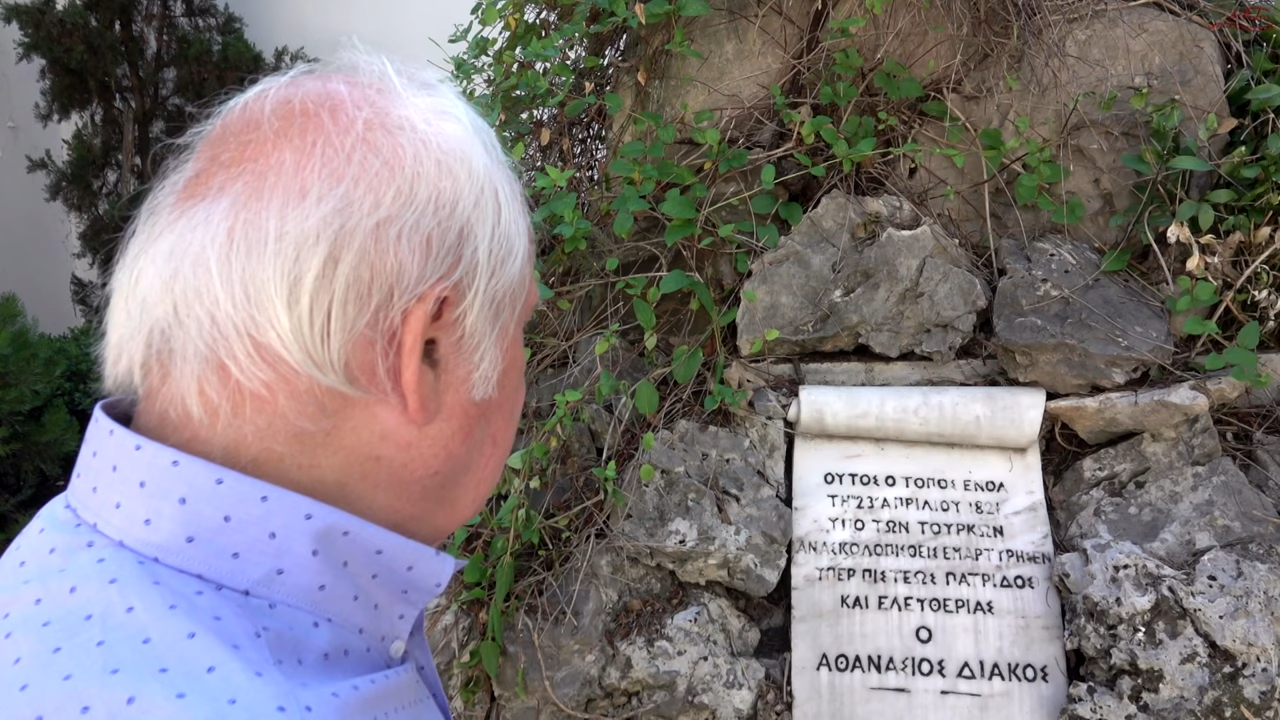 ΟΥΤΟΣ Ο ΤΟΠΟΣ ΕΝΟΑ
ΤΗ 23 ΑΠΡΙΛΙΟΥ 1821
ΥΠΟ ΤΩΝ ΤΟΥΡΚΩΝ
ΑΝΑΣΚΟΛΟΠΙΣΘΕΙΣ ΕΜΑΡΤΥΡΗΣΕΝ
ΥΠΕΡ ΠΙΣΤΕΩΣ ΠΑΤΡΙΔΟΣ
ΚΑΙ ΕΛΕΥΘΕΡΙΑΣ
Ο
ΑΘΑΝΑΣΙΟΣ ΔΙΑΚΟΣ